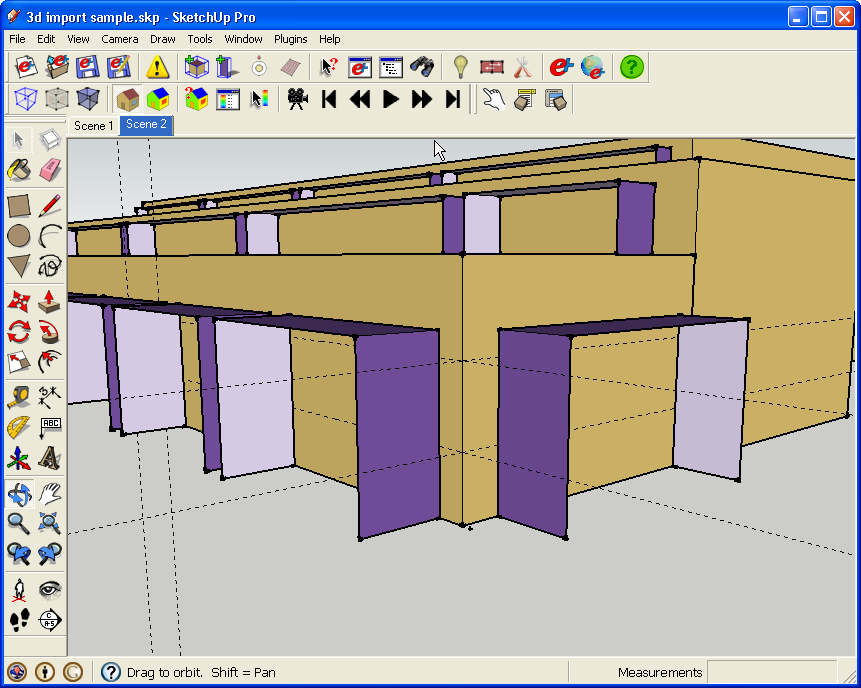 3d import sample.skp - SketchUp Pro
File Edit View Camera Draw Tools Window Plugins Help
Scene 1 Scene 2
ABC
Drag to orbit. Shift = Pan Measurements